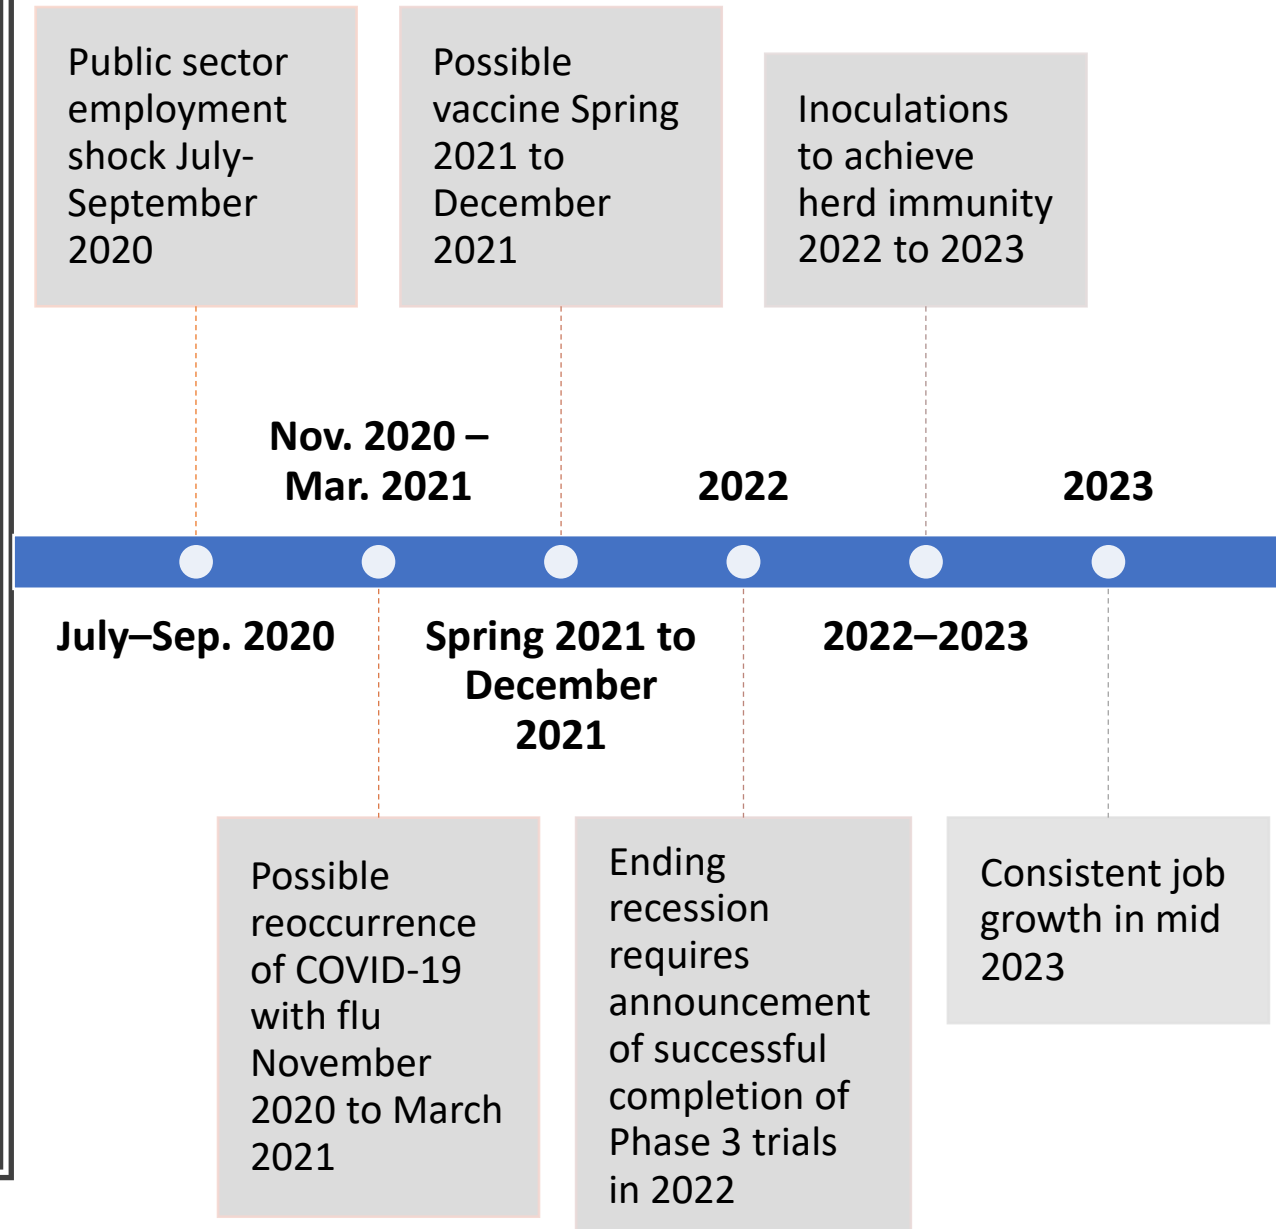 Public sector
employment
shock July-
September
2020
Possible
vaccine Spring
2021 to
December
2021
Inoculations
to achieve
herd immunity
2022 to 2023
Nov. 2020 –
Mar. 2021
2022
2023
July–Sep. 2020
Spring 2021 to
December
2021
2022–2023
Possible
reoccurrence
of COVID-19
with flu
November
2020 to March
2021
Ending
recession
requires
announcement
of successful
completion of
Phase 3 trials
in 2022
Consistent job
growth in mid
2023